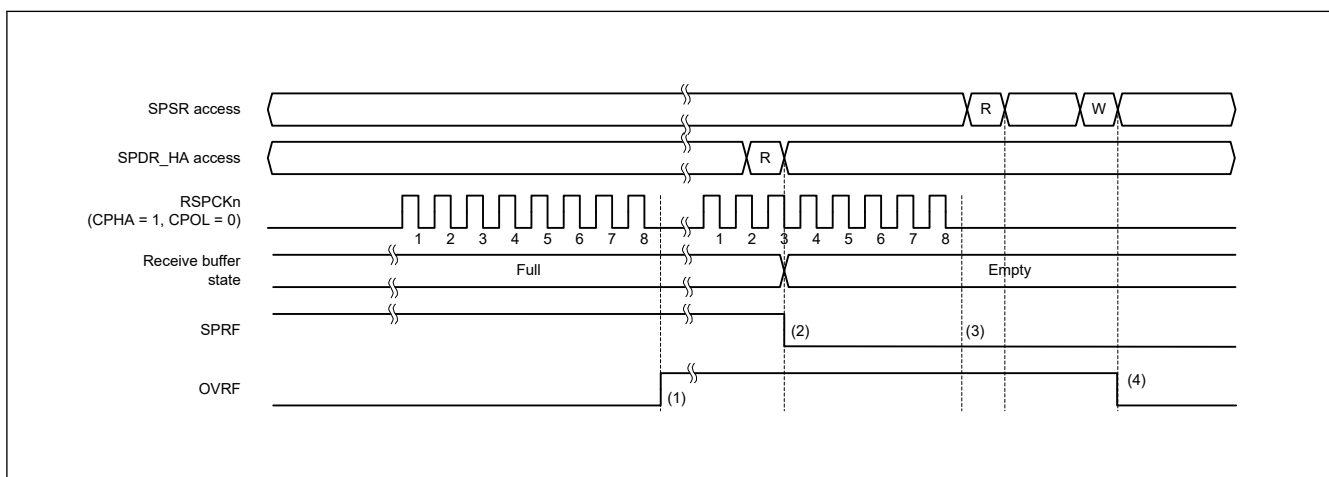 SPSR access
R
W
SPDR_HA access
R
RSPCKn
(CPHA = 1, CPOL = 0)
1 2 3 4 5 6 7 8 1 2 3 4 5 6 7 8
Receive buffer
state
Full
Empty
SPRF
(2)
(3)
OVRF
(1)
(4)